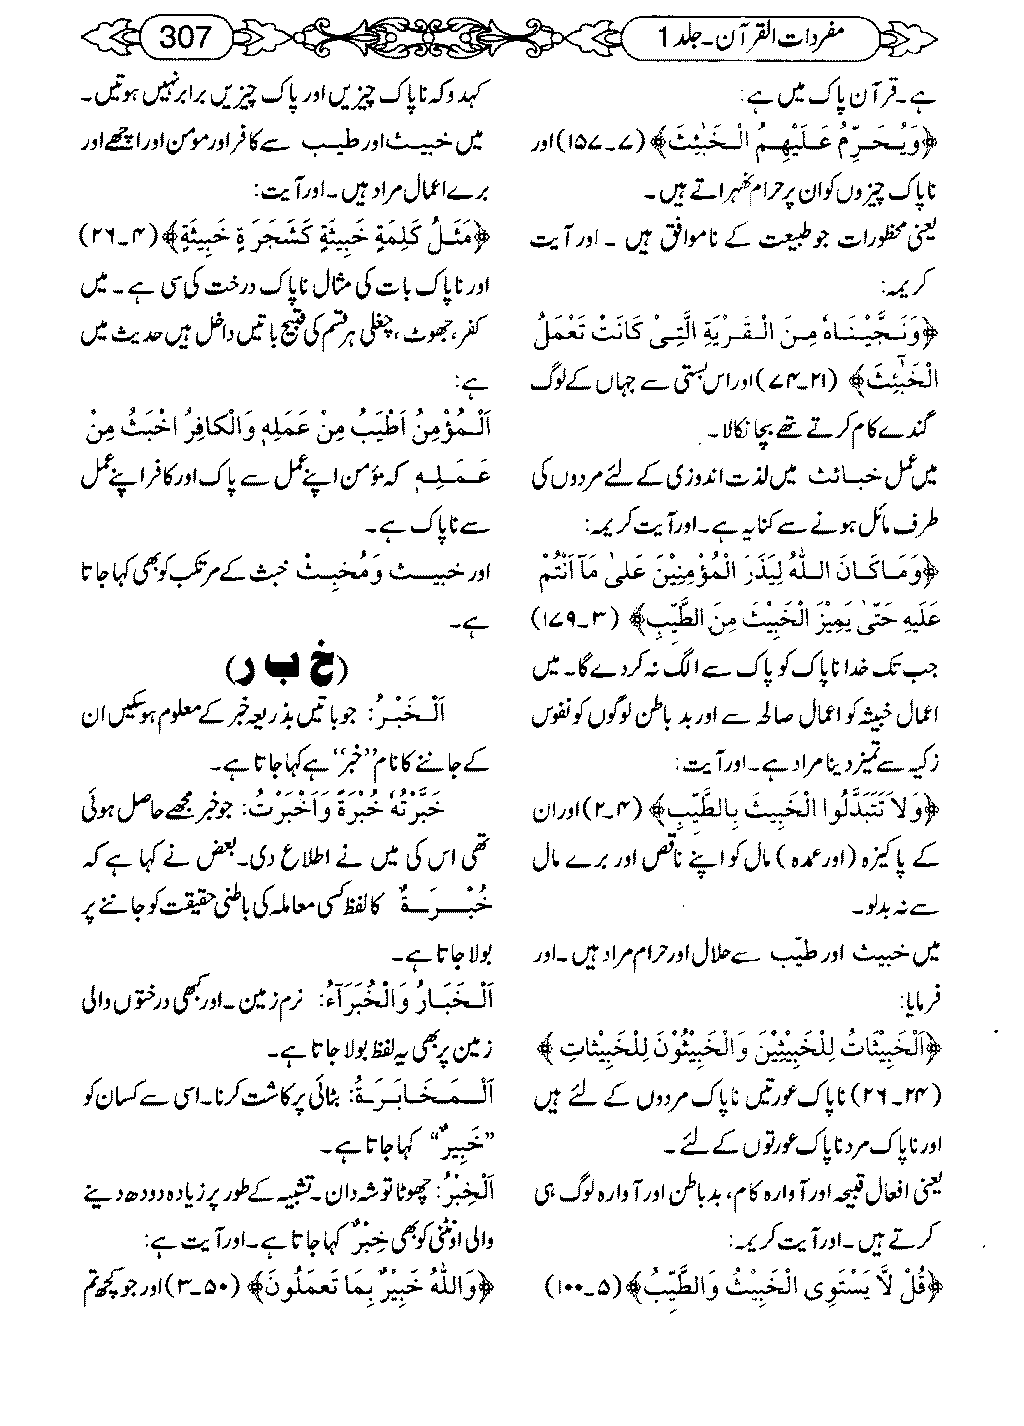 مفردات القرآن۔ جلد 1
307
ہے۔ قرآن پاک میں ہے:
﴿وَيُحَرِّمُ عَلَيْهِمُ الْخَبٰئِثَ﴾ (۷۔۱۵۷) اور
ناپاک چیزوں کو ان پر حرام ٹھہراتے ہیں۔
یعنی محظورات جو طبیعت کے ناموافق ہیں ۔ اور آیت
کریمہ:
﴿وَنَجَّيْنَاهُ مِنَ الْقَرْيَةِ الَّتِىْ كَانَتْ تَعْمَلُ
الْخَبٰٓئِثَ﴾ (۲۱۔۷۴) اور اس بستی سے جہاں کے لوگ
گندے کام کرتے تھے بچا نکالا۔
میں عمل خبائث میں لذت اندوزی کے لئے مردوں کی
طرف مائل ہونے سے کنایہ ہے۔ اور آیت کریمہ:
﴿وَمَا كَانَ اللّٰهُ لِيَذَرَ الْمُؤْمِنِيْنَ عَلىٰ مَآ اَنْتُمْ
عَلَيْهِ حَتّٰى يَمِيْزَ الْخَبِيْثَ مِنَ الطَّيِّبِ﴾ (۳۔۱۷۹)
جب تک خدا ناپاک کو پاک سے الگ نہ کردے گا۔ میں
اعمال خبیثہ کو اعمال صالحہ سے اور بد باطن لوگوں کو نفوس
زکیہ سے تمیز دینا مراد ہے۔ اور آیت:
﴿وَلَا تَتَبَدَّلُوا الْخَبِيثَ بِالطَّيِّبِ﴾ (۴۔۲) اور ان
کے پاکیزہ (اور عمدہ) مال کو اپنے ناقص اور برے مال
سے نہ بدلو۔
میں خبیث اور طیّب سے حلال اور حرام مراد ہیں ۔ اور
فرمایا:
﴿اَلْخَبِيْثَاتُ لِلْخَبِيْثِيْنَ وَالْخَبِيْثُوْنَ لِلْخَبِيْثَاتِ﴾
(۲۴۔۲۶) ناپاک عورتیں ناپاک مردوں کے لئے ہیں
اور ناپاک مرد ناپاک عورتوں کے لئے ۔
یعنی افعال قبیحہ اور آوارہ کام، بد باطن اور آوارہ لوگ ہی
کرتے ہیں ۔ اور آیت کریمہ:
﴿قُلْ لَّا يَسْتَوِى الْخَبِيْثُ وَالطَّيِّبُ﴾ (۵۔۱۰۰)
کہدو کہ ناپاک چیزیں اور پاک چیزیں برابر نہیں ہوتیں ۔
میں خبیث اور طیب سے کافر اور مومن اور اچھے اور
برے اعمال مراد ہیں ۔ اور آیت:
﴿مَثَلُ كَلِمَةٍ خَبِيثَةٍ كَشَجَرَةٍ خَبِيثَةٍ﴾ (۱۴۔۲۶)
اور ناپاک بات کی مثال ناپاک درخت کی سی ہے ۔ میں
کفر، جھوٹ، چغلی ہر قسم کی قبیح باتیں داخل ہیں حدیث میں
ہے:
اَلْمُؤْمِنُ اَطْيَبُ مِنْ عَمَلِهٖ وَالْكَافِرُ اَخْبَثُ مِنْ
عَمَلِهٖ کہ مؤمن اپنے عمل سے پاک اور کافر اپنے عمل
سے ناپاک ہے۔
اور خبیث وَمُخْبِثْ خبث کے مرتکب کو بھی کہا جاتا
ہے۔
(خ ب ر)
اَلْخَبْرُ: جو باتیں بذریعہ خبر کے معلوم ہوسکیں ان
کے جاننے کا نام ”خبر“ ہے کہا جاتا ہے۔
خَبَّرْتُهٗ خُبْرَةً وَاَخْبَرْتُ: جو خبر مجھے حاصل ہوئی
تھی اس کی میں نے اطلاع دی۔ بعض نے کہا ہے کہ
خُبْرَةٌ کا لفظ کسی معاملہ کی باطنی حقیقت کو جاننے پر
بولا جاتا ہے۔
اَلْخَبَارُ وَالْخَبَرَآءُ: نرم زمین۔ اور کبھی درختوں والی
زمین پر بھی یہ لفظ بولا جاتا ہے۔
اَلْمَخَابَرَةُ: بٹائی پر کاشت کرنا۔ اسی سے کسان کو
”خَبِيرٌ“ کہا جاتا ہے۔
اَلْخِبْرُ: چھوٹا توشہ دان۔ تشبیہ کے طور پر زیادہ دودھ دینے
والی اونٹنی کو بھی خِبْرٌ کہا جاتا ہے۔ اور آیت ہے:
﴿وَاللّٰهُ خَبِيْرٌ بِمَا تَعمَلُونَ﴾ (۵۰۔۳) اور جو کچھ تم